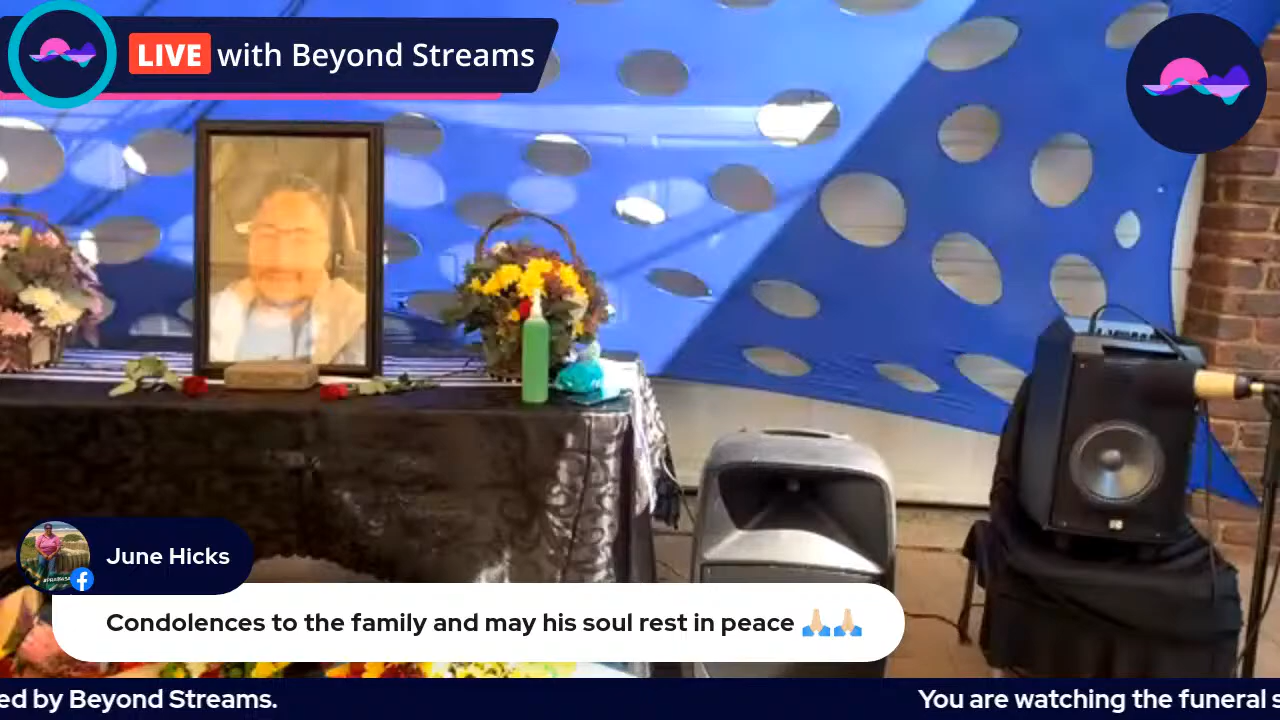 LIVE with Beyond Streams
June Hicks
Condolences to the family and may his soul rest in peace 🙏🏻🙏🏻
ed by Beyond Streams.
You are watching the funeral s